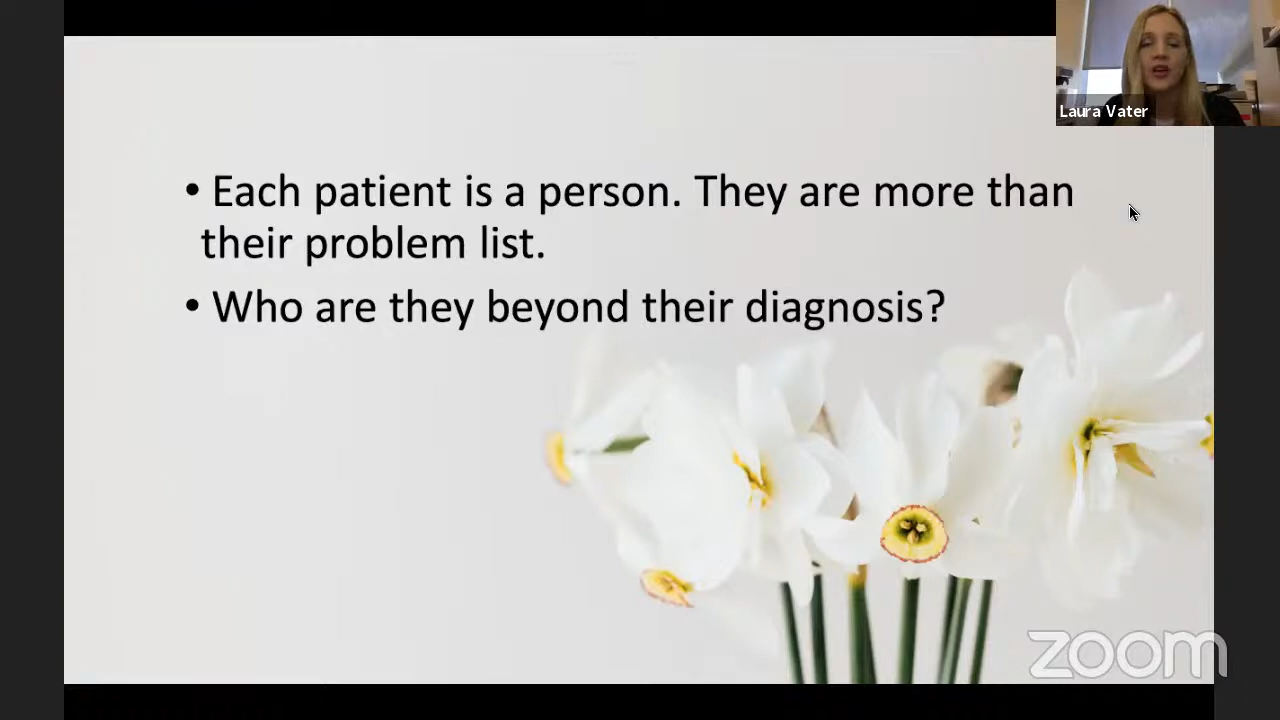 Laura Vater
• Each patient is a person. They are more than
their problem list.
• Who are they beyond their diagnosis?
zoom